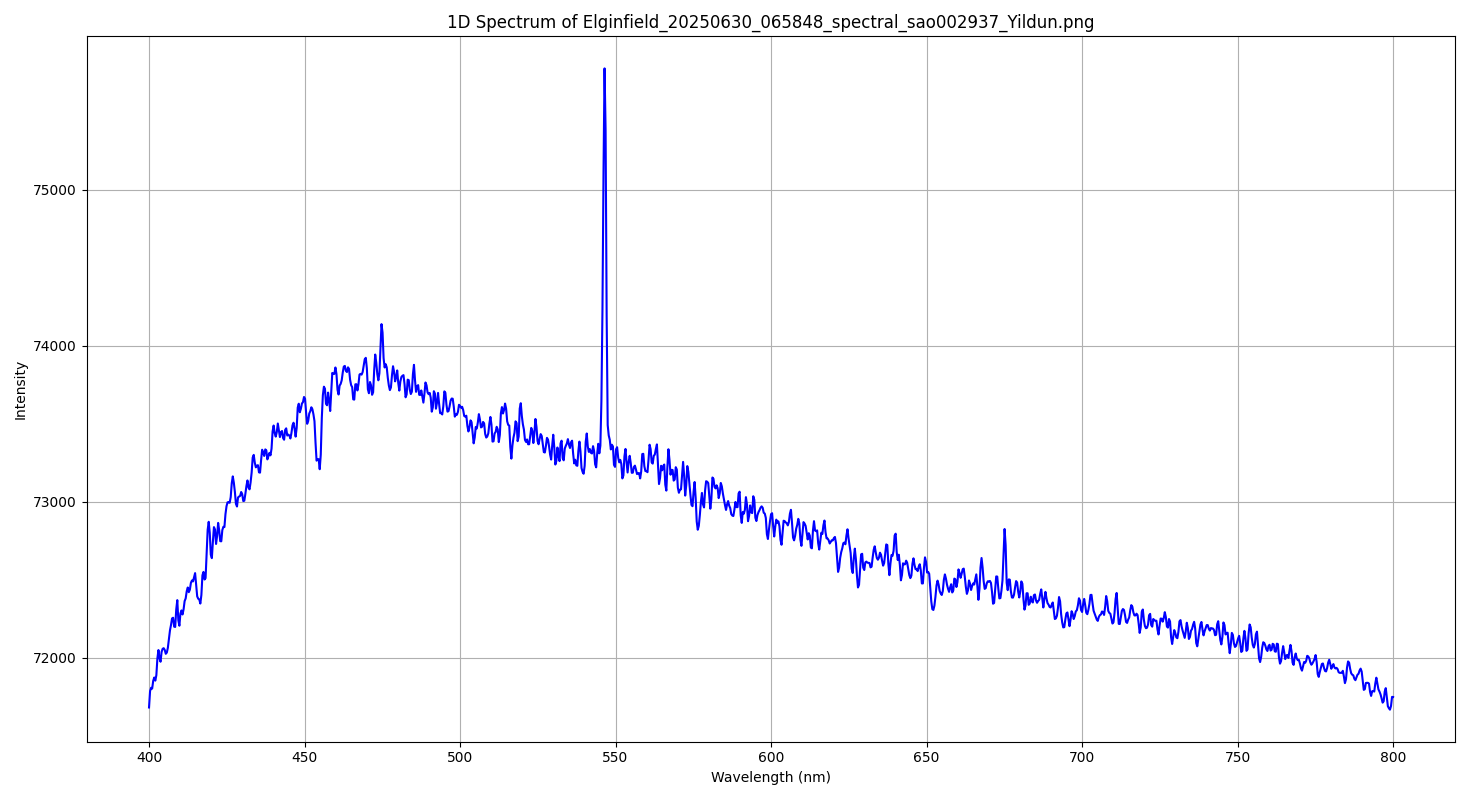 1D Spectrum of Elginfield_20250630_065848_spectral_sao002937_Yildun.png
Intensity
75000
74000
73000
72000
400 450 500 550 600 650 700 750 800
Wavelength (nm)